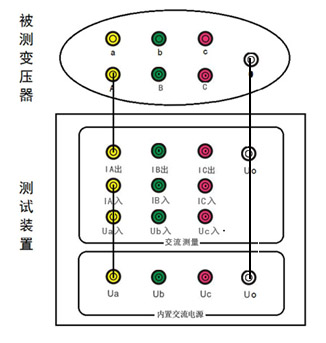 被测变压器
a b c
A B C 0
测试装置
IA出 IB出 IC出 Uo
IA入 IB入 IC入
Ua入 Ub入 Uc入
交流测量
Ua Ub Uc Uo
内置交流电源